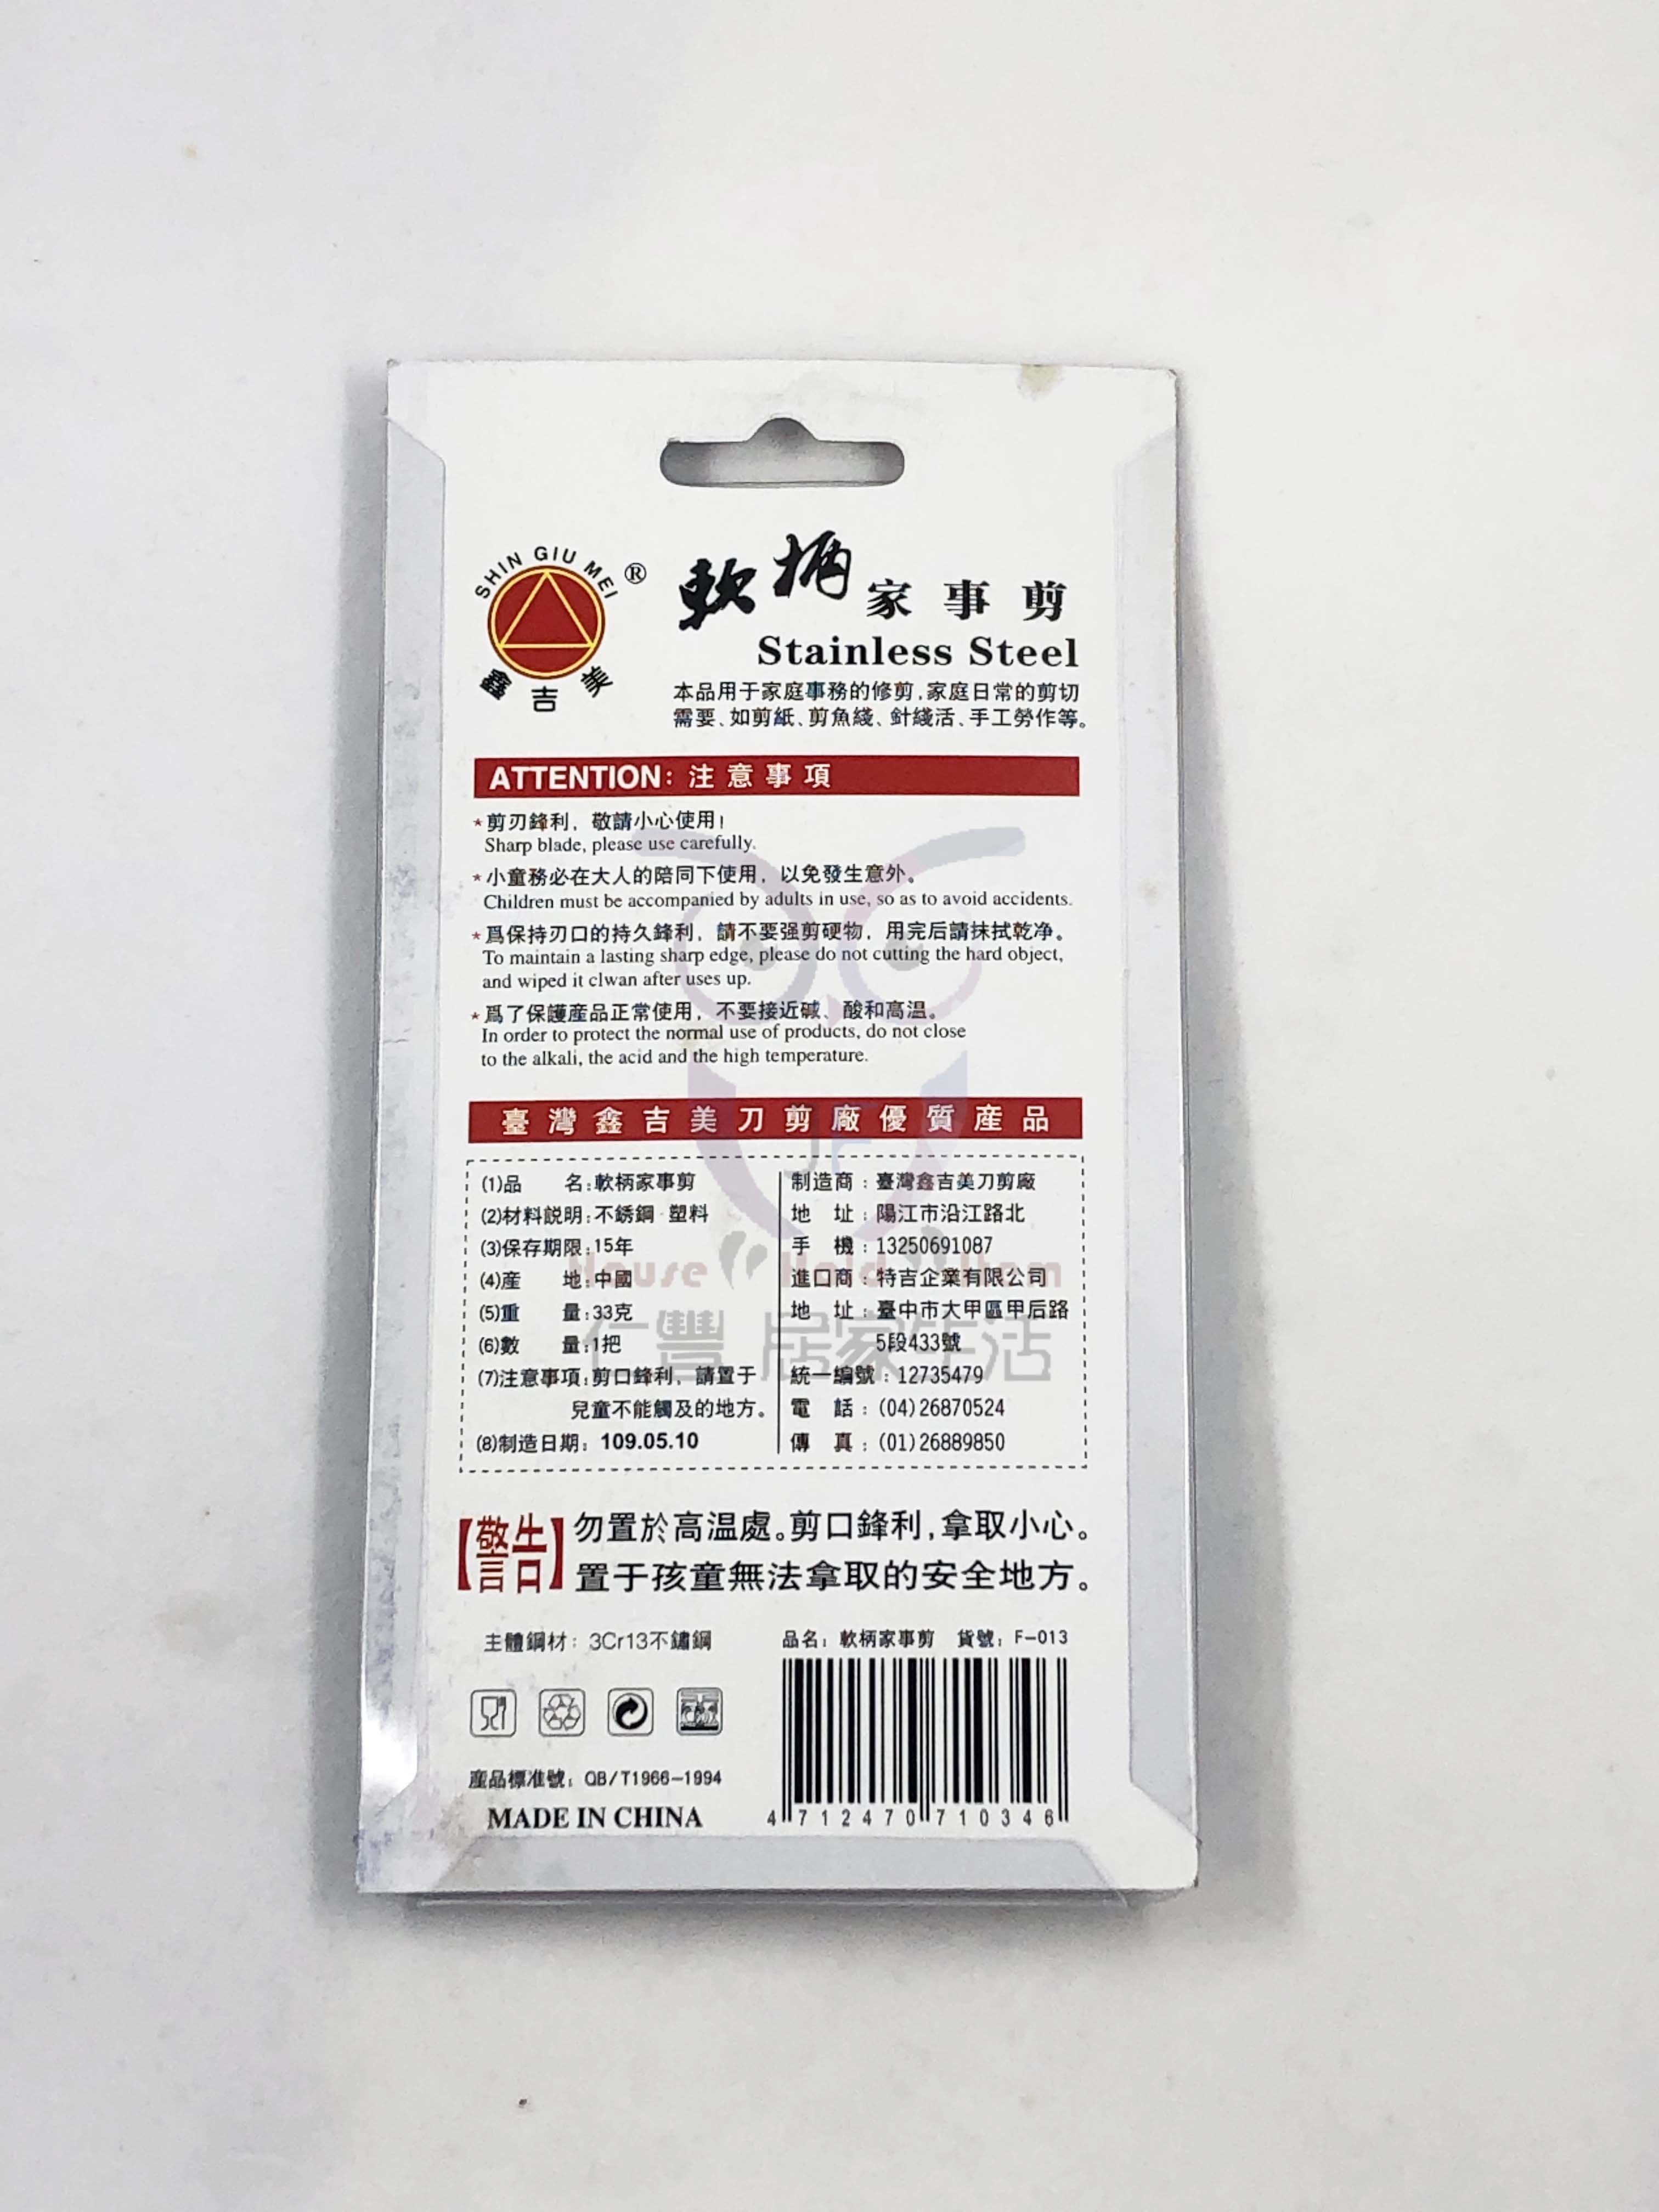 SHIN GIU MEI ®
鑫吉美
軟柄家事剪
Stainless Steel
本品用于家庭事務的修剪,家庭日常的剪切
需要、如剪紙、剪魚綫、針綫活、手工勞作等。
ATTENTION: 注意事項
★剪刃鋒利，敬請小心使用!
Sharp blade, please use carefully.
★小童務必在大人的陪同下使用，以免發生意外。
Children must be accompanied by adults in use, so as to avoid accidents.
★爲保持刃口的持久鋒利，請不要强剪硬物，用完后請抹拭乾净。
To maintain a lasting sharp edge, please do not cutting the hard object,
and wiped it clwan after uses up.
★爲了保護産品正常使用，不要接近碱、酸和高温。
In order to protect the normal use of products, do not close
to the alkali, the acid and the high temperature.
臺灣鑫吉美刀剪廠優質産品
(1)品 名:軟柄家事剪
(2)材料説明:不銹鋼·塑料
(3)保存期限:15年
(4)産 地:中國
(5)重 量:33克
(6)數 量:1把
(7)注意事項:剪口鋒利，請置于
兒童不能觸及的地方。
(8)制造日期：109.05.10
制造商：臺灣鑫吉美刀剪廠
地 址：陽江市沿江路北
手 機：13250691087
進口商：特吉企業有限公司
地 址：臺中市大甲區甲后路
5段433號
統一編號：12735479
電 話：(04)26870524
傳 真：(01)26889850
JF
House Hold Item
仁豐 居家生活
【警告】勿置於高温處。剪口鋒利,拿取小心。
置于孩童無法拿取的安全地方。
主體鋼材：3Cr13不鏽鋼
産品標准號：QB/T1966-1994
MADE IN CHINA
品名：軟柄家事剪 貨號：F-013
4 712470 710346